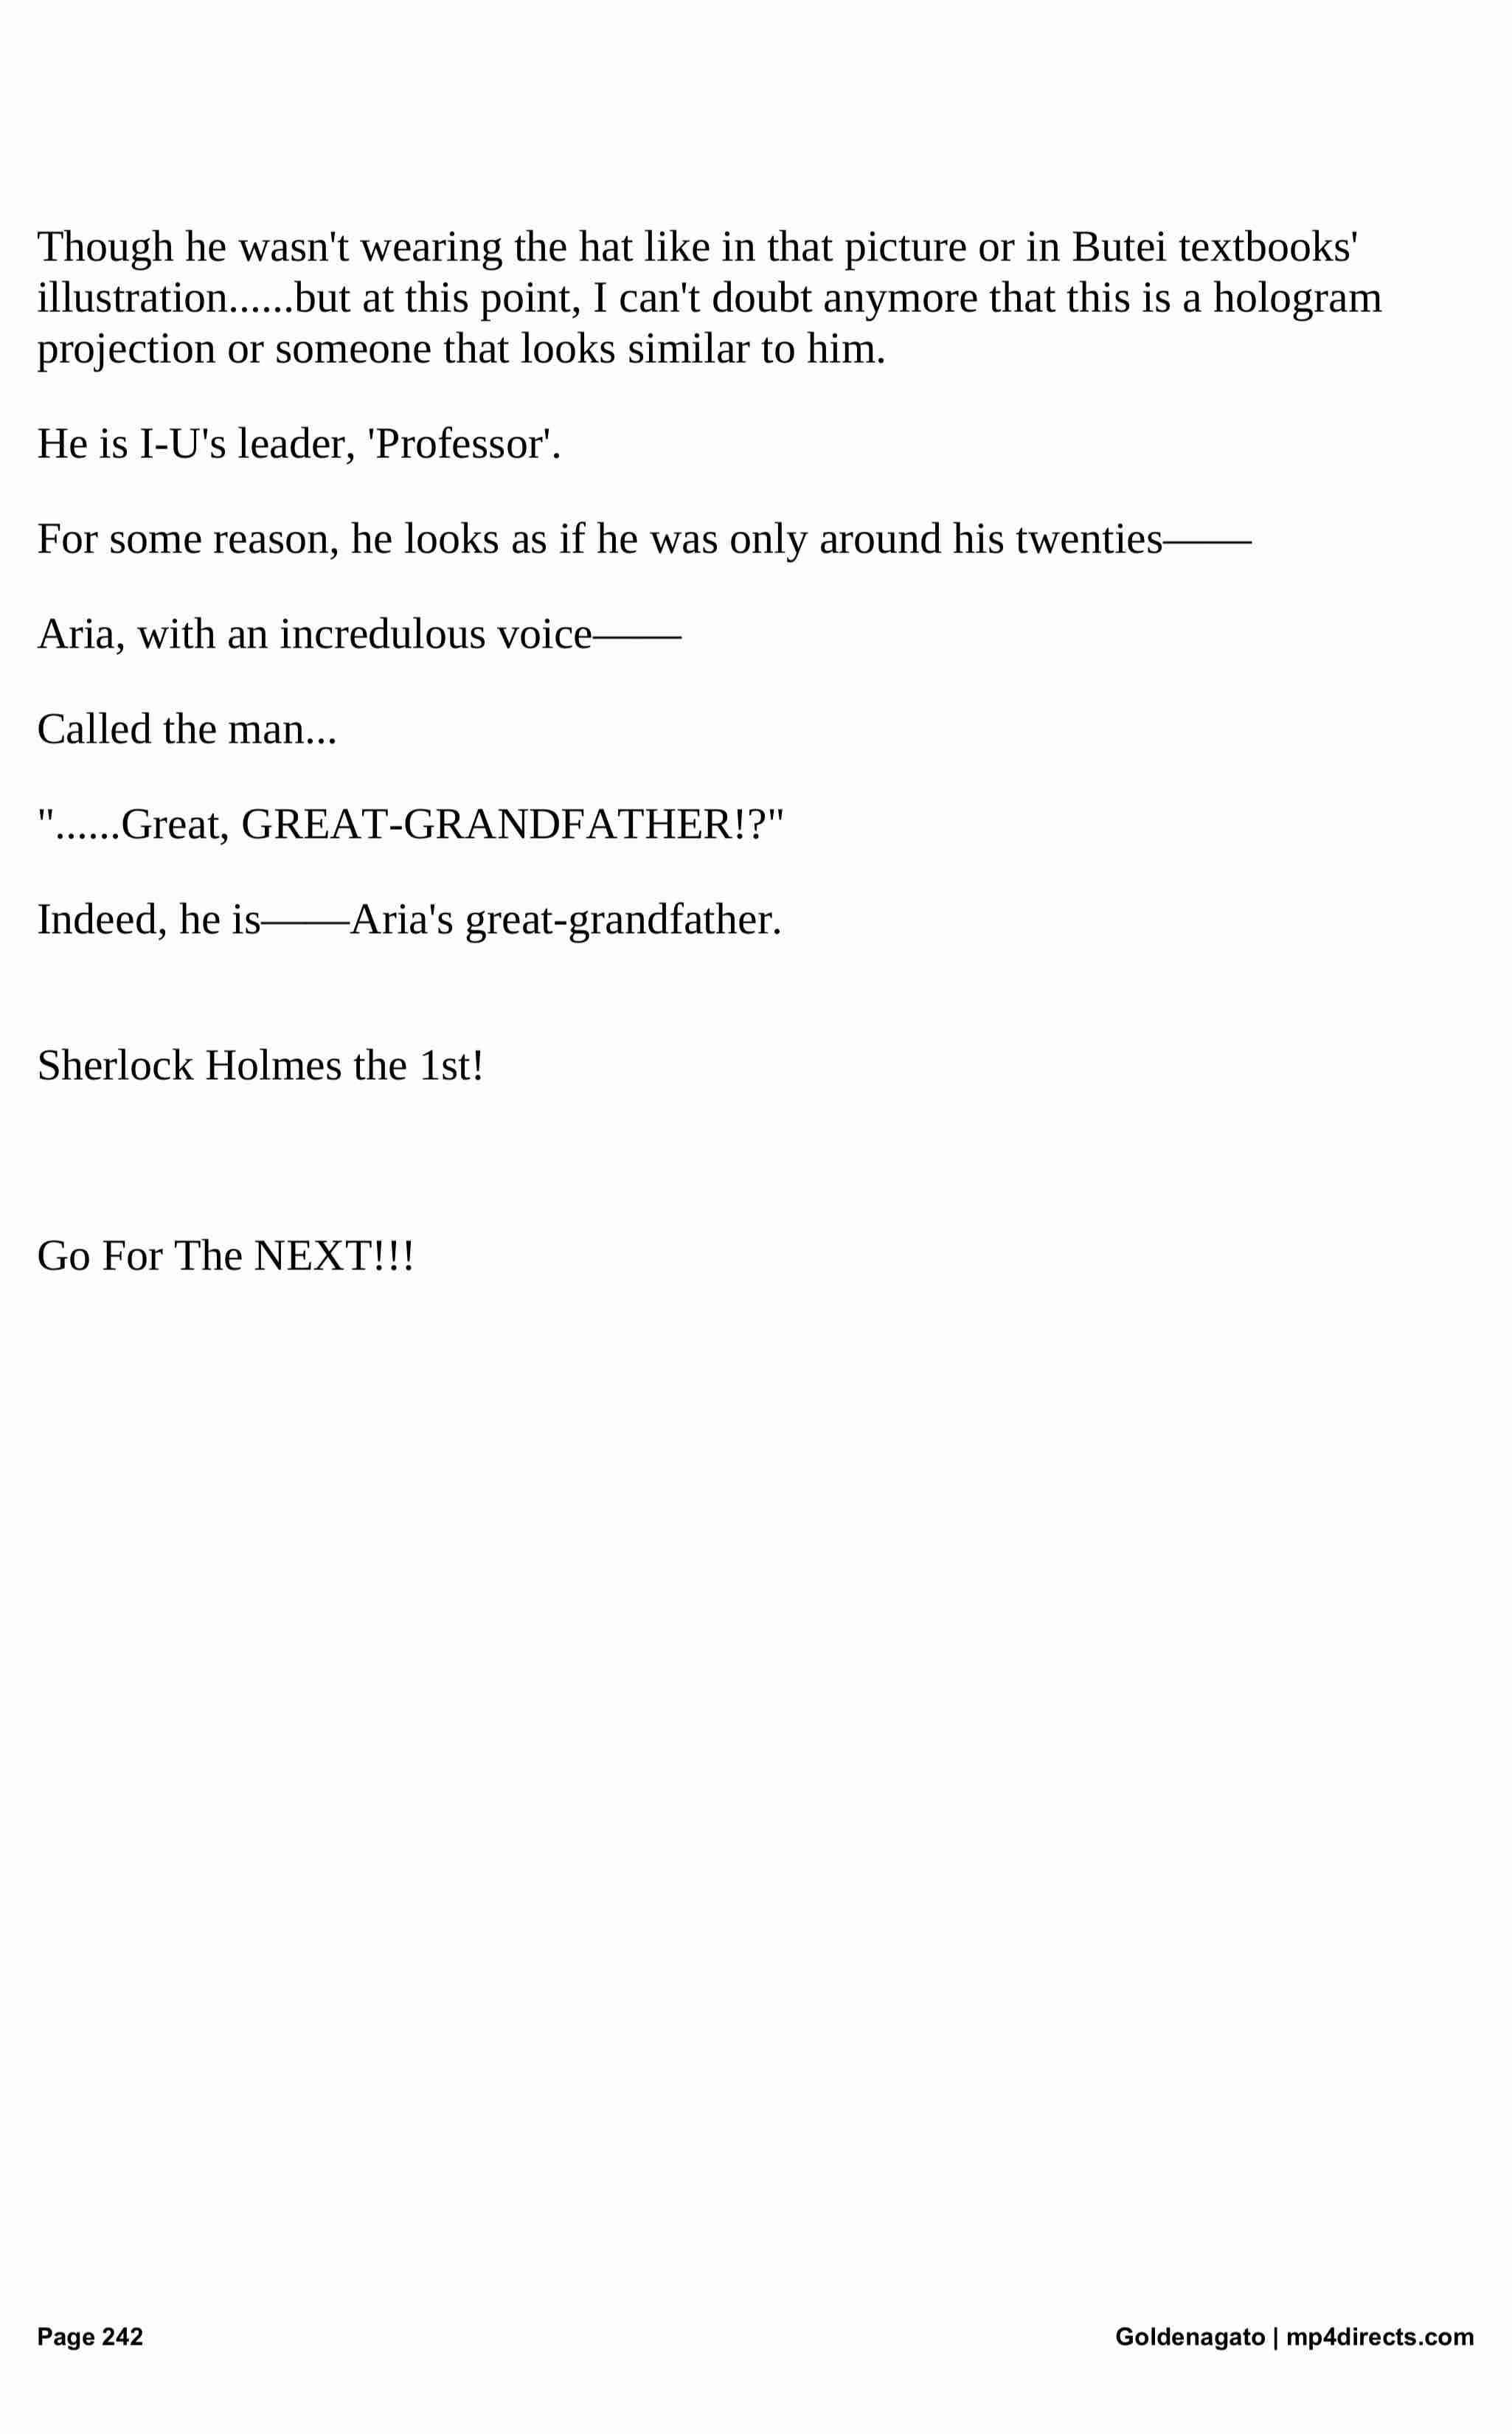 Though he wasn't wearing the hat like in that picture or in Butei textbooks'
illustration......but at this point, I can't doubt anymore that this is a hologram
projection or someone that looks similar to him.
He is I-U's leader, 'Professor'.
For some reason, he looks as if he was only around his twenties——
Aria, with an incredulous voice——
Called the man...
"......Great, GREAT-GRANDFATHER!?"
Indeed, he is——Aria's great-grandfather.
Sherlock Holmes the 1st!
Go For The NEXT!!!
Page 242
Goldenagato | mp4directs.com